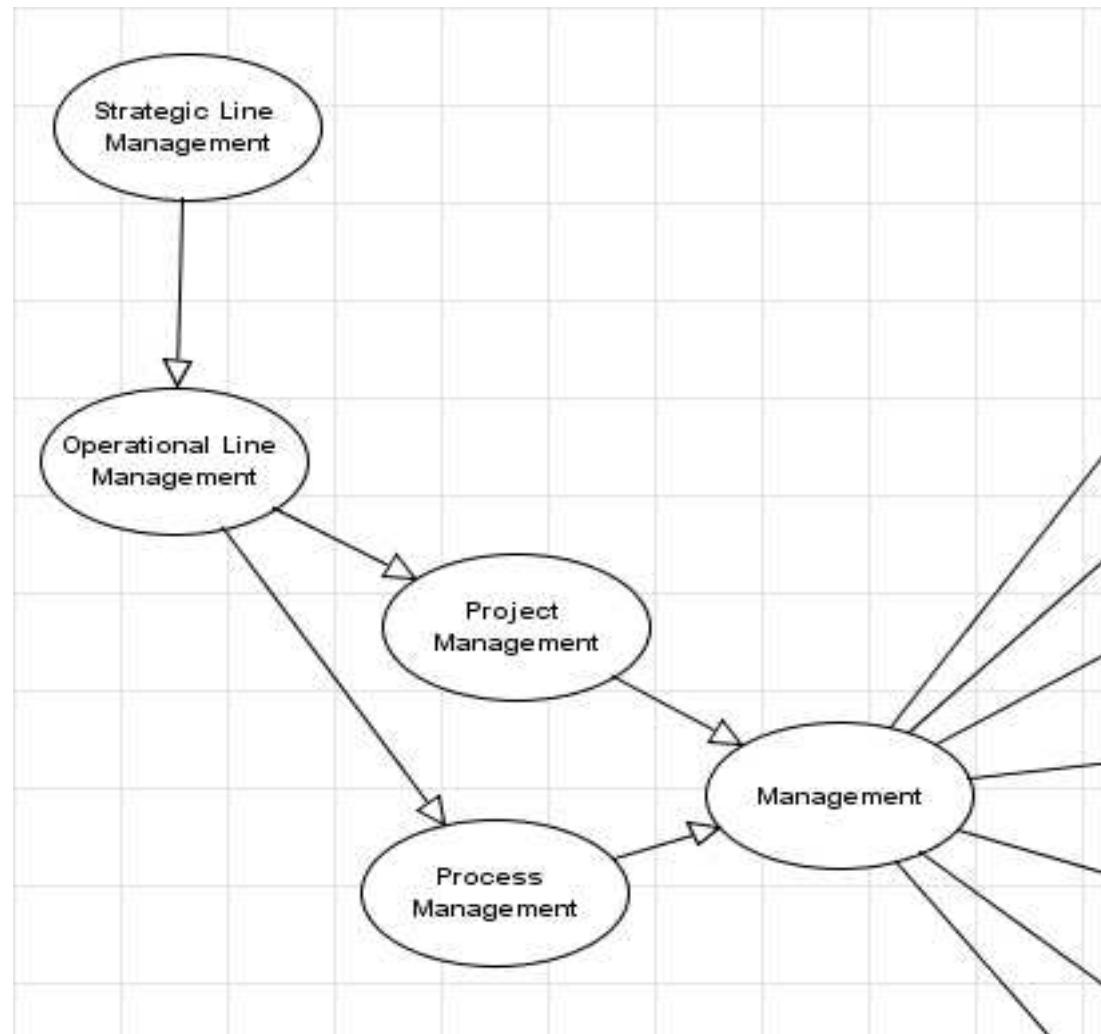 Strategic Line
Management
Operational Line
Management
Project
Management
Management
Process
Management